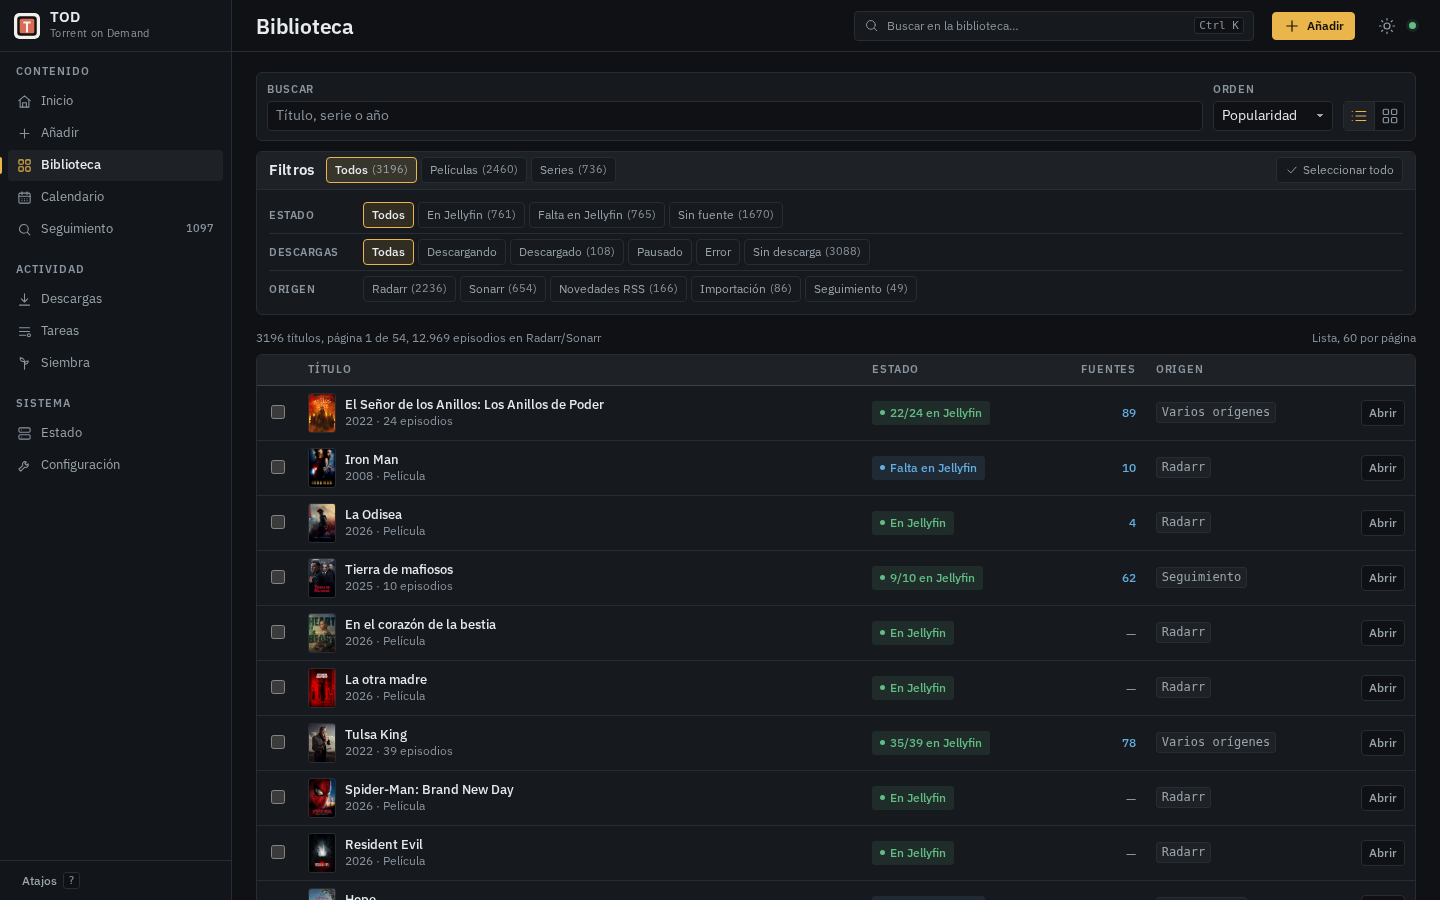 TOD
Torrent on Demand
CONTENIDO
Inicio
Añadir
Biblioteca
Calendario
Seguimiento 1097
ACTIVIDAD
Descargas
Tareas
Siembra
SISTEMA
Estado
Configuración
Atajos ?
Biblioteca
Buscar en la biblioteca... Ctrl K
Añadir
BUSCAR
Título, serie o año
ORDEN
Popularidad
Filtros Todos (3196) Películas (2460) Series (736) Seleccionar todo
ESTADO Todos En Jellyfin (761) Falta en Jellyfin (765) Sin fuente (1670)
DESCARGAS Todas Descargando Descargado (108) Pausado Error Sin descarga (3088)
ORIGEN Radarr (2236) Sonarr (654) Novedades RSS (166) Importación (86) Seguimiento (49)
3196 títulos, página 1 de 54, 12.969 episodios en Radarr/Sonarr Lista, 60 por página
TÍTULO ESTADO FUENTES ORIGEN
El Señor de los Anillos: Los Anillos de Poder
2022 · 24 episodios
22/24 en Jellyfin 89 Varios orígenes Abrir
Iron Man
2008 · Película
Falta en Jellyfin 10 Radarr Abrir
La Odisea
2026 · Película
En Jellyfin 4 Radarr Abrir
Tierra de mafiosos
2025 · 10 episodios
9/10 en Jellyfin 62 Seguimiento Abrir
En el corazón de la bestia
2026 · Película
En Jellyfin — Radarr Abrir
La otra madre
2026 · Película
En Jellyfin — Radarr Abrir
Tulsa King
2022 · 39 episodios
35/39 en Jellyfin 78 Varios orígenes Abrir
Spider-Man: Brand New Day
2026 · Película
En Jellyfin — Radarr Abrir
Resident Evil
2026 · Película
En Jellyfin — Radarr Abrir